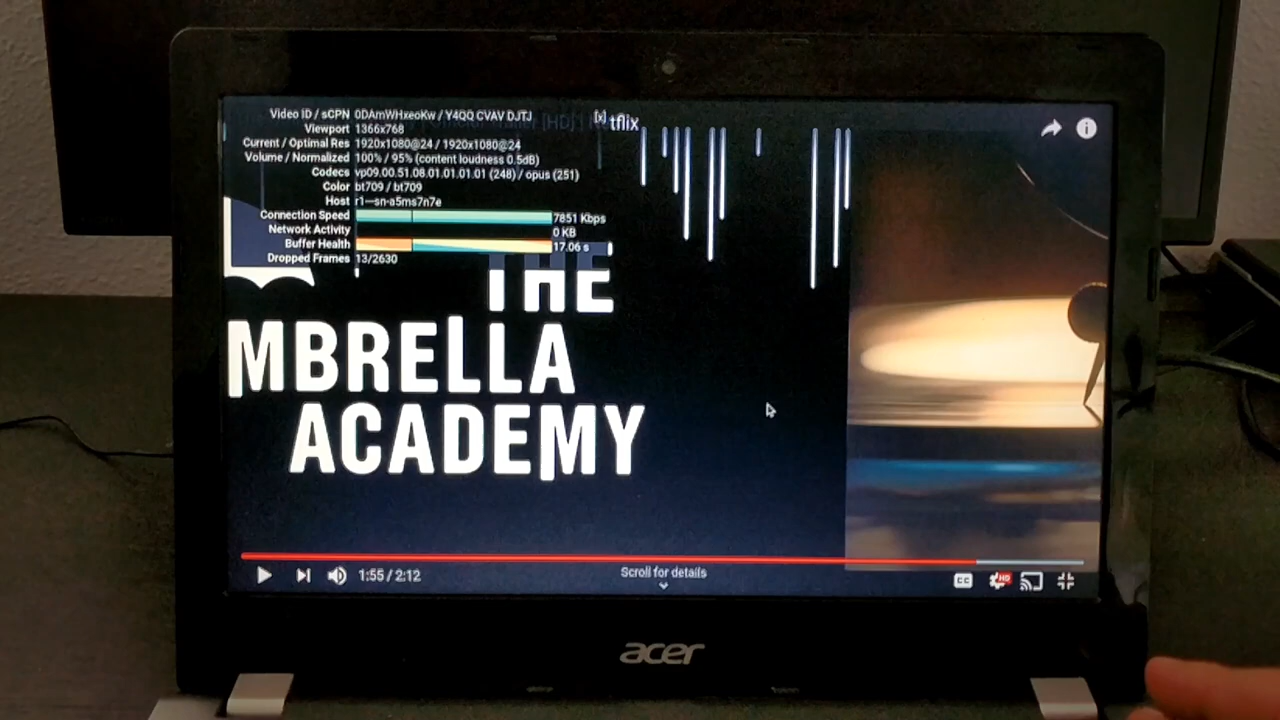 Video ID / sCPN 0DAmWHxeoKw / Y4QQ CVAV DJTJ [x]
Viewport 1366x768
tflix
Current / Optimal Res 1920x1080@24 / 1920x1080@24
Volume / Normalized 100% / 95% (content loudness 0.5dB)
Codecs vp09.00.51.08.01.01.01.01 (248) / opus (251)
Color bt709 / bt709
Host r1---sn-a5ms7n7e
Connection Speed 7851 Kbps
Network Activity 0 KB
Buffer Health 17.06 s
Dropped Frames 13/2630
THE
MBRELLA
ACADEMY
1:55 / 2:12
Scroll for details
CC
HD
acer